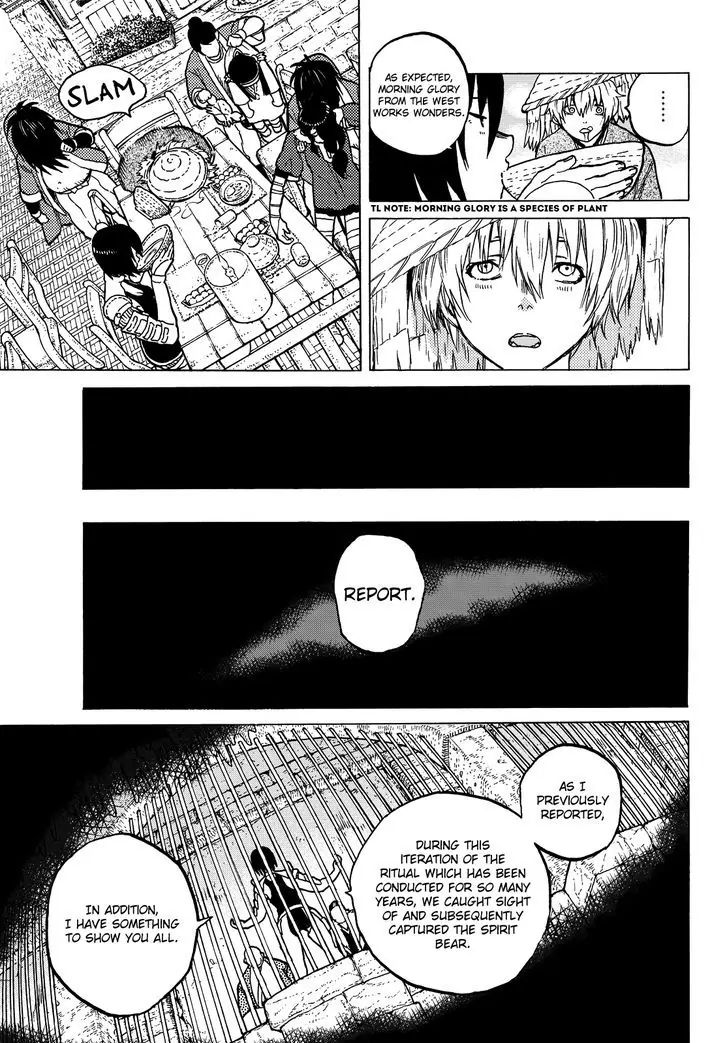 AS EXPECTED,
MORNING GLORY
FROM THE WEST
WORKS WONDERS.
......
TL NOTE: MORNING GLORY IS A SPECIES OF PLANT
SLAM
REPORT.
AS I
PREVIOUSLY
REPORTED,
DURING THIS
ITERATION OF THE
RITUAL WHICH HAS BEEN
CONDUCTED FOR SO MANY
YEARS, WE CAUGHT SIGHT
OF AND SUBSEQUENTLY
CAPTURED THE SPIRIT
BEAR.
IN ADDITION,
I HAVE SOMETHING
TO SHOW YOU ALL.